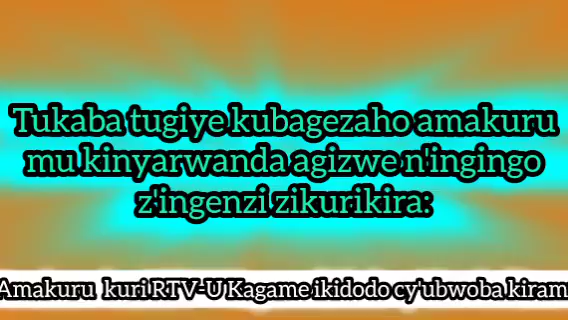 Tukaba tugiye kubagezaho amakuru
mu kinyarwanda agizwe n'ingingo
z'ingenzi zikurikira:
Amakuru kuri RTV-U Kagame ikidodo cy'ubwoba kiram